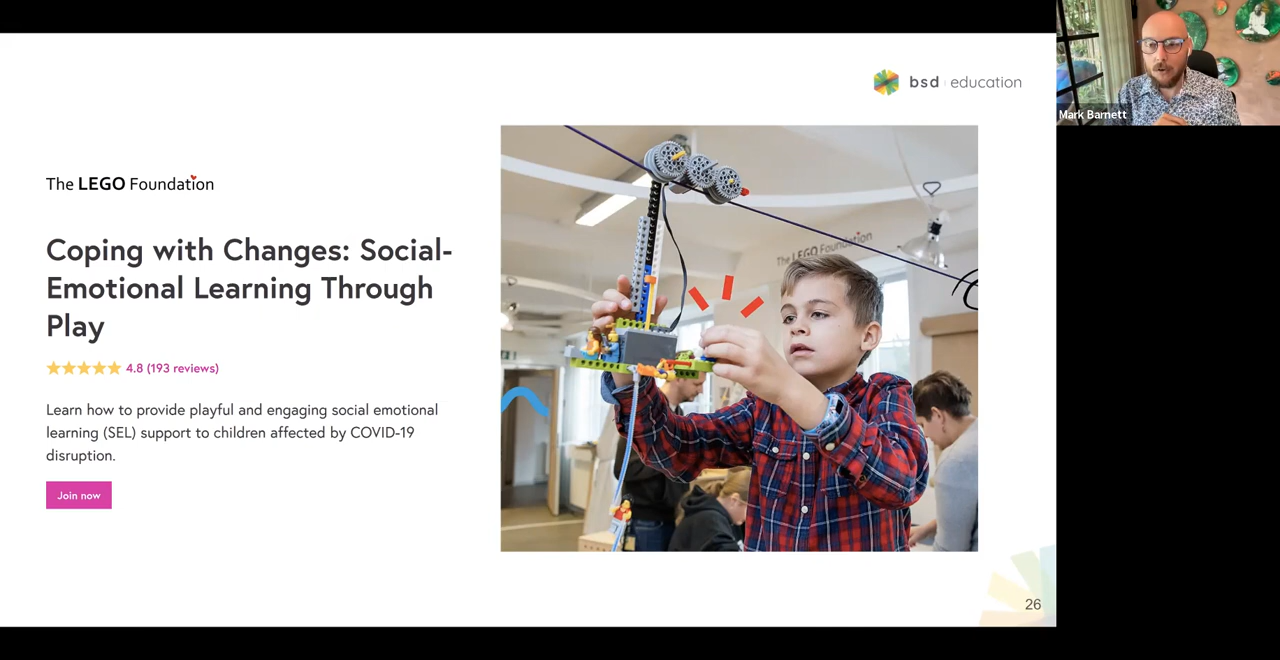 bsd education
Mark Barnett
The LEGO Foundation
Coping with Changes: Social-
Emotional Learning Through
Play
4.8 (193 reviews)
Learn how to provide playful and engaging social emotional
learning (SEL) support to children affected by COVID-19
disruption.
Join now
The LEGO Foundation
26